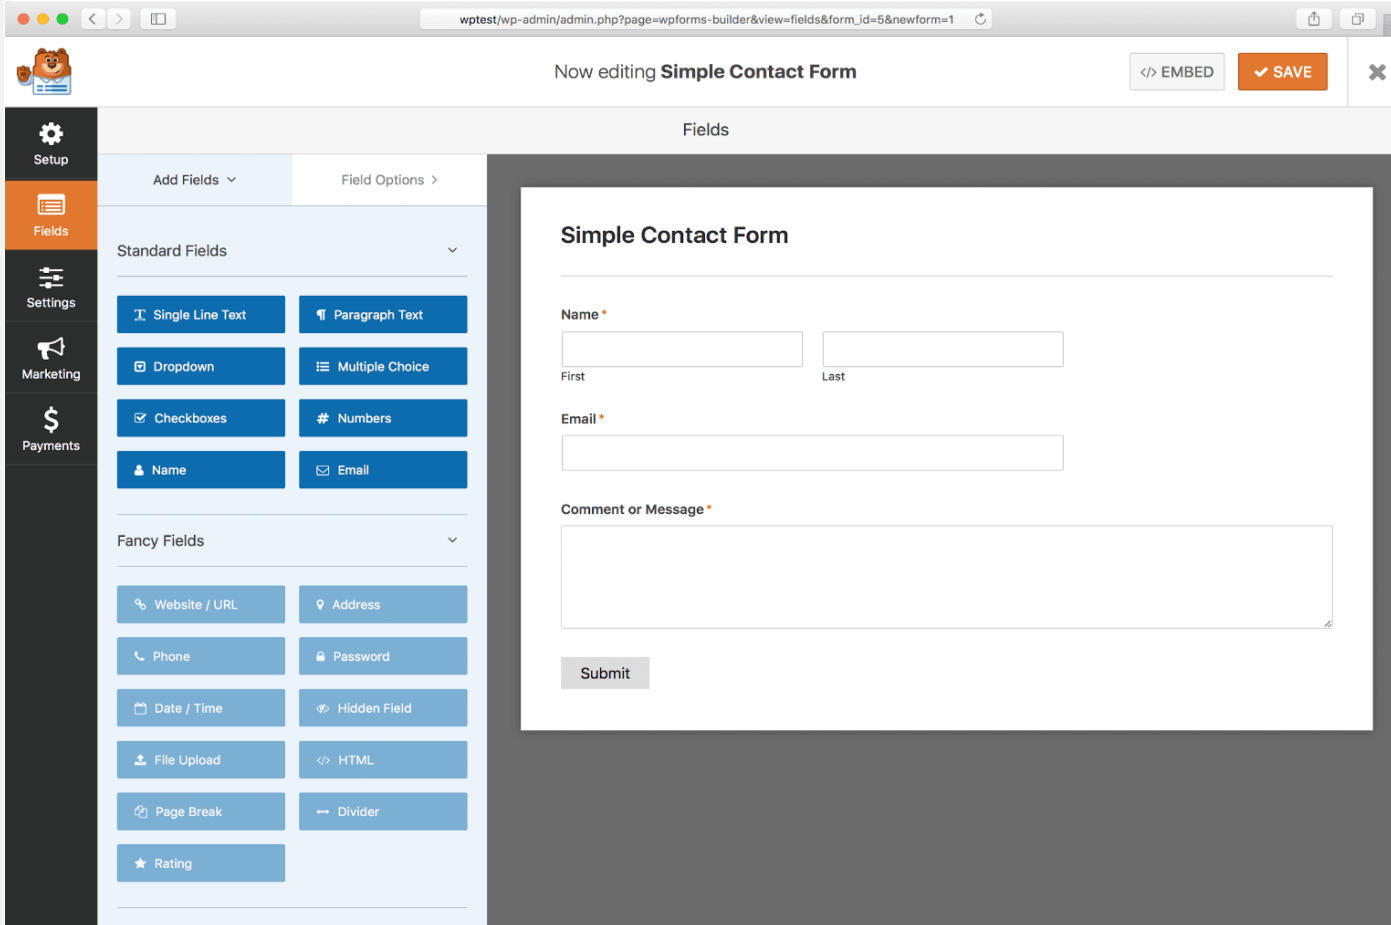 wptest/wp-admin/admin.php?page=wpforms-builder&view=fields&form_id=5&newform=1
Now editing Simple Contact Form
</> EMBED
SAVE
Setup
Fields
Settings
Marketing
Payments
Fields
Add Fields
Field Options
Standard Fields
Single Line Text
Paragraph Text
Dropdown
Multiple Choice
Checkboxes
# Numbers
Name
Email
Fancy Fields
Website / URL
Address
Phone
Password
Date / Time
Hidden Field
File Upload
</> HTML
Page Break
Divider
Rating
Simple Contact Form
Name *
First
Last
Email *
Comment or Message *
Submit